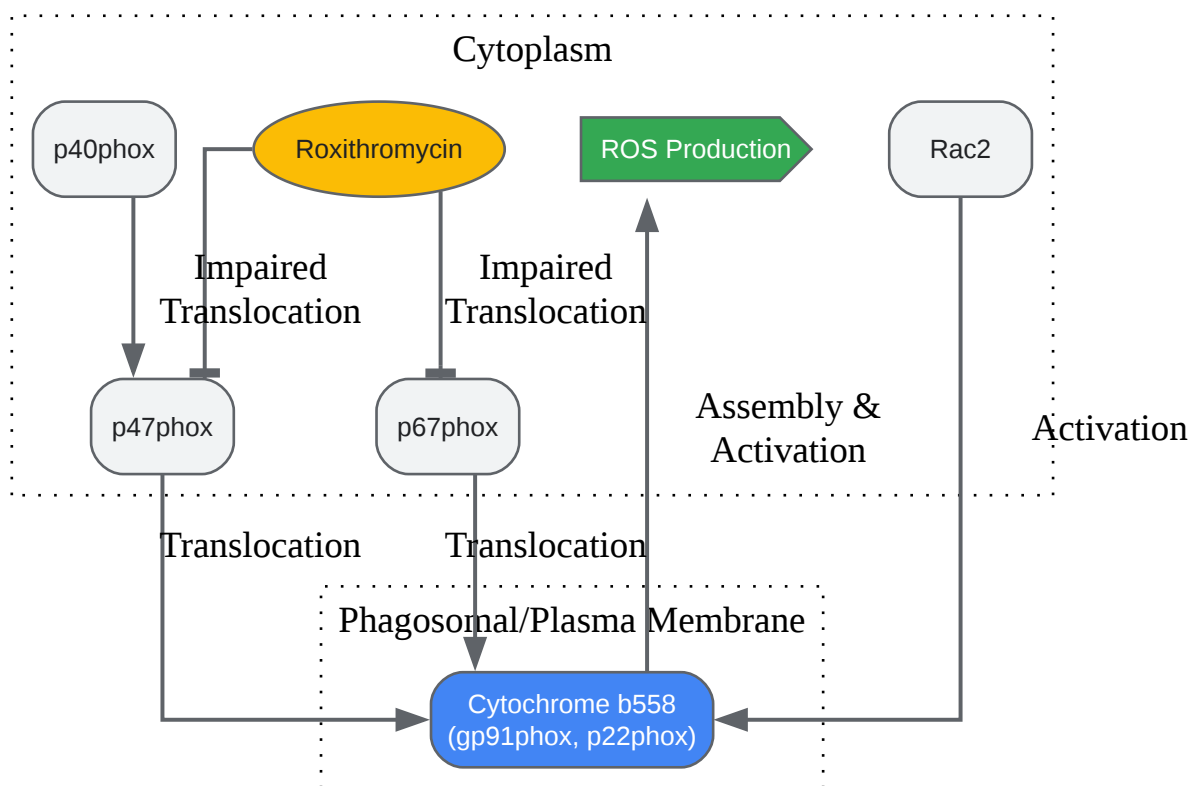 Cytoplasm
p40phox
Roxithromycin
ROS Production
Rac2
Impaired
Translocation
Impaired
Translocation
p47phox
p67phox
Assembly &
Activation
Activation
Translocation
Translocation
Phagosomal/Plasma Membrane
Cytochrome b558
(gp91phox, p22phox)